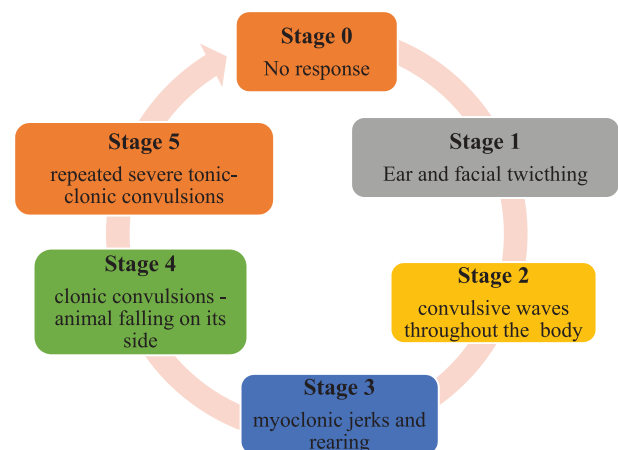 Stage 0
No response
Stage 1
Ear and facial twicthing
Stage 2
convulsive waves
throughout the body
Stage 3
myoclonic jerks and
rearing
Stage 4
clonic convulsions -
animal falling on its
side
Stage 5
repeated severe tonic-
clonic convulsions